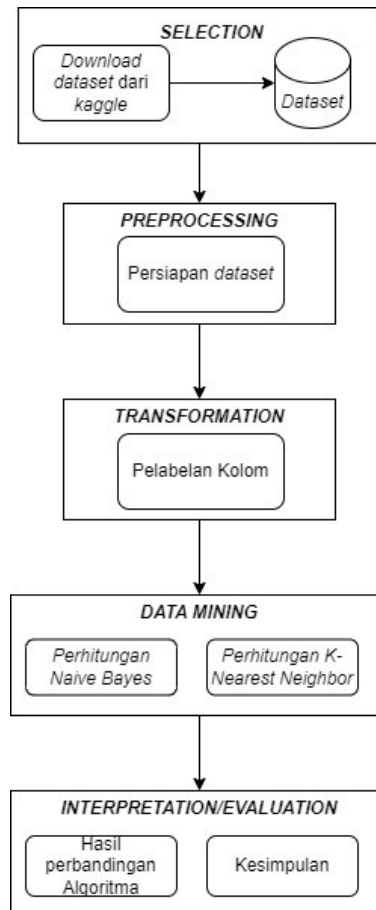 SELECTION
Download
dataset dari
kaggle
Dataset
PREPROCESSING
Persiapan dataset
TRANSFORMATION
Pelabelan Kolom
DATA MINING
Perhitungan
Naive Bayes
Perhitungan K-
Nearest Neighbor
INTERPRETATION/EVALUATION
Hasil
perbandingan
Algoritma
Kesimpulan